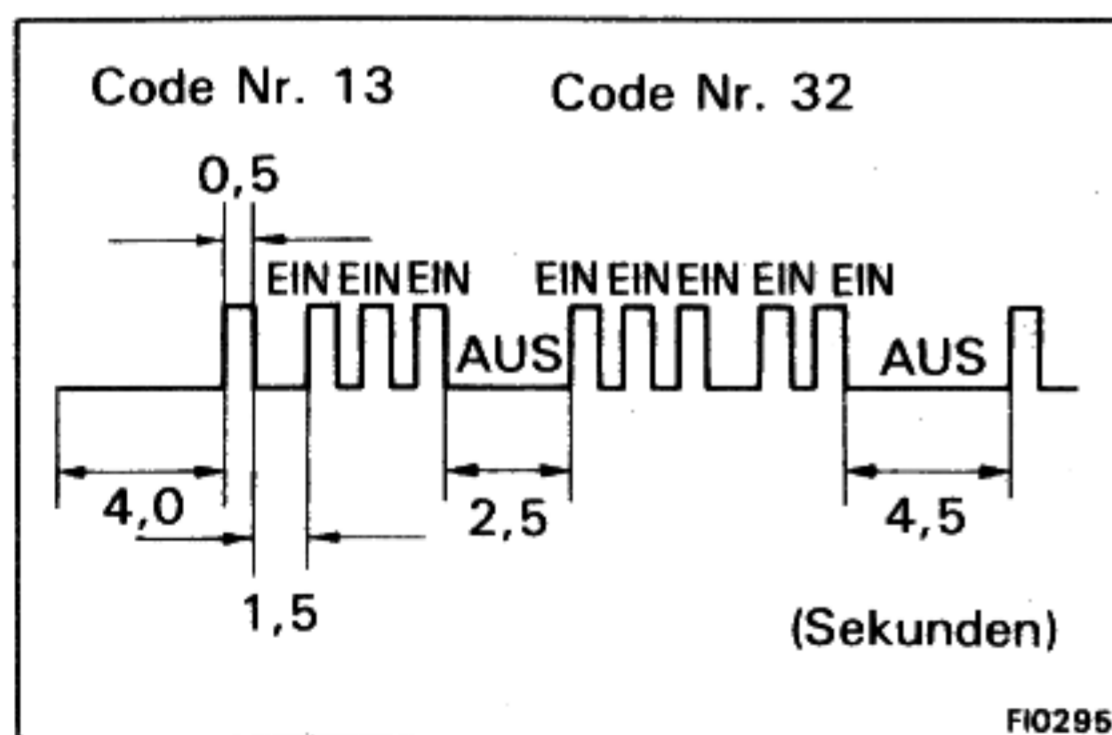 Code Nr. 13 Code Nr. 32
0,5
EIN EIN EIN EIN EIN EIN EIN EIN
AUS AUS
4,0 2,5 4,5
1,5
(Sekunden)
FI0295